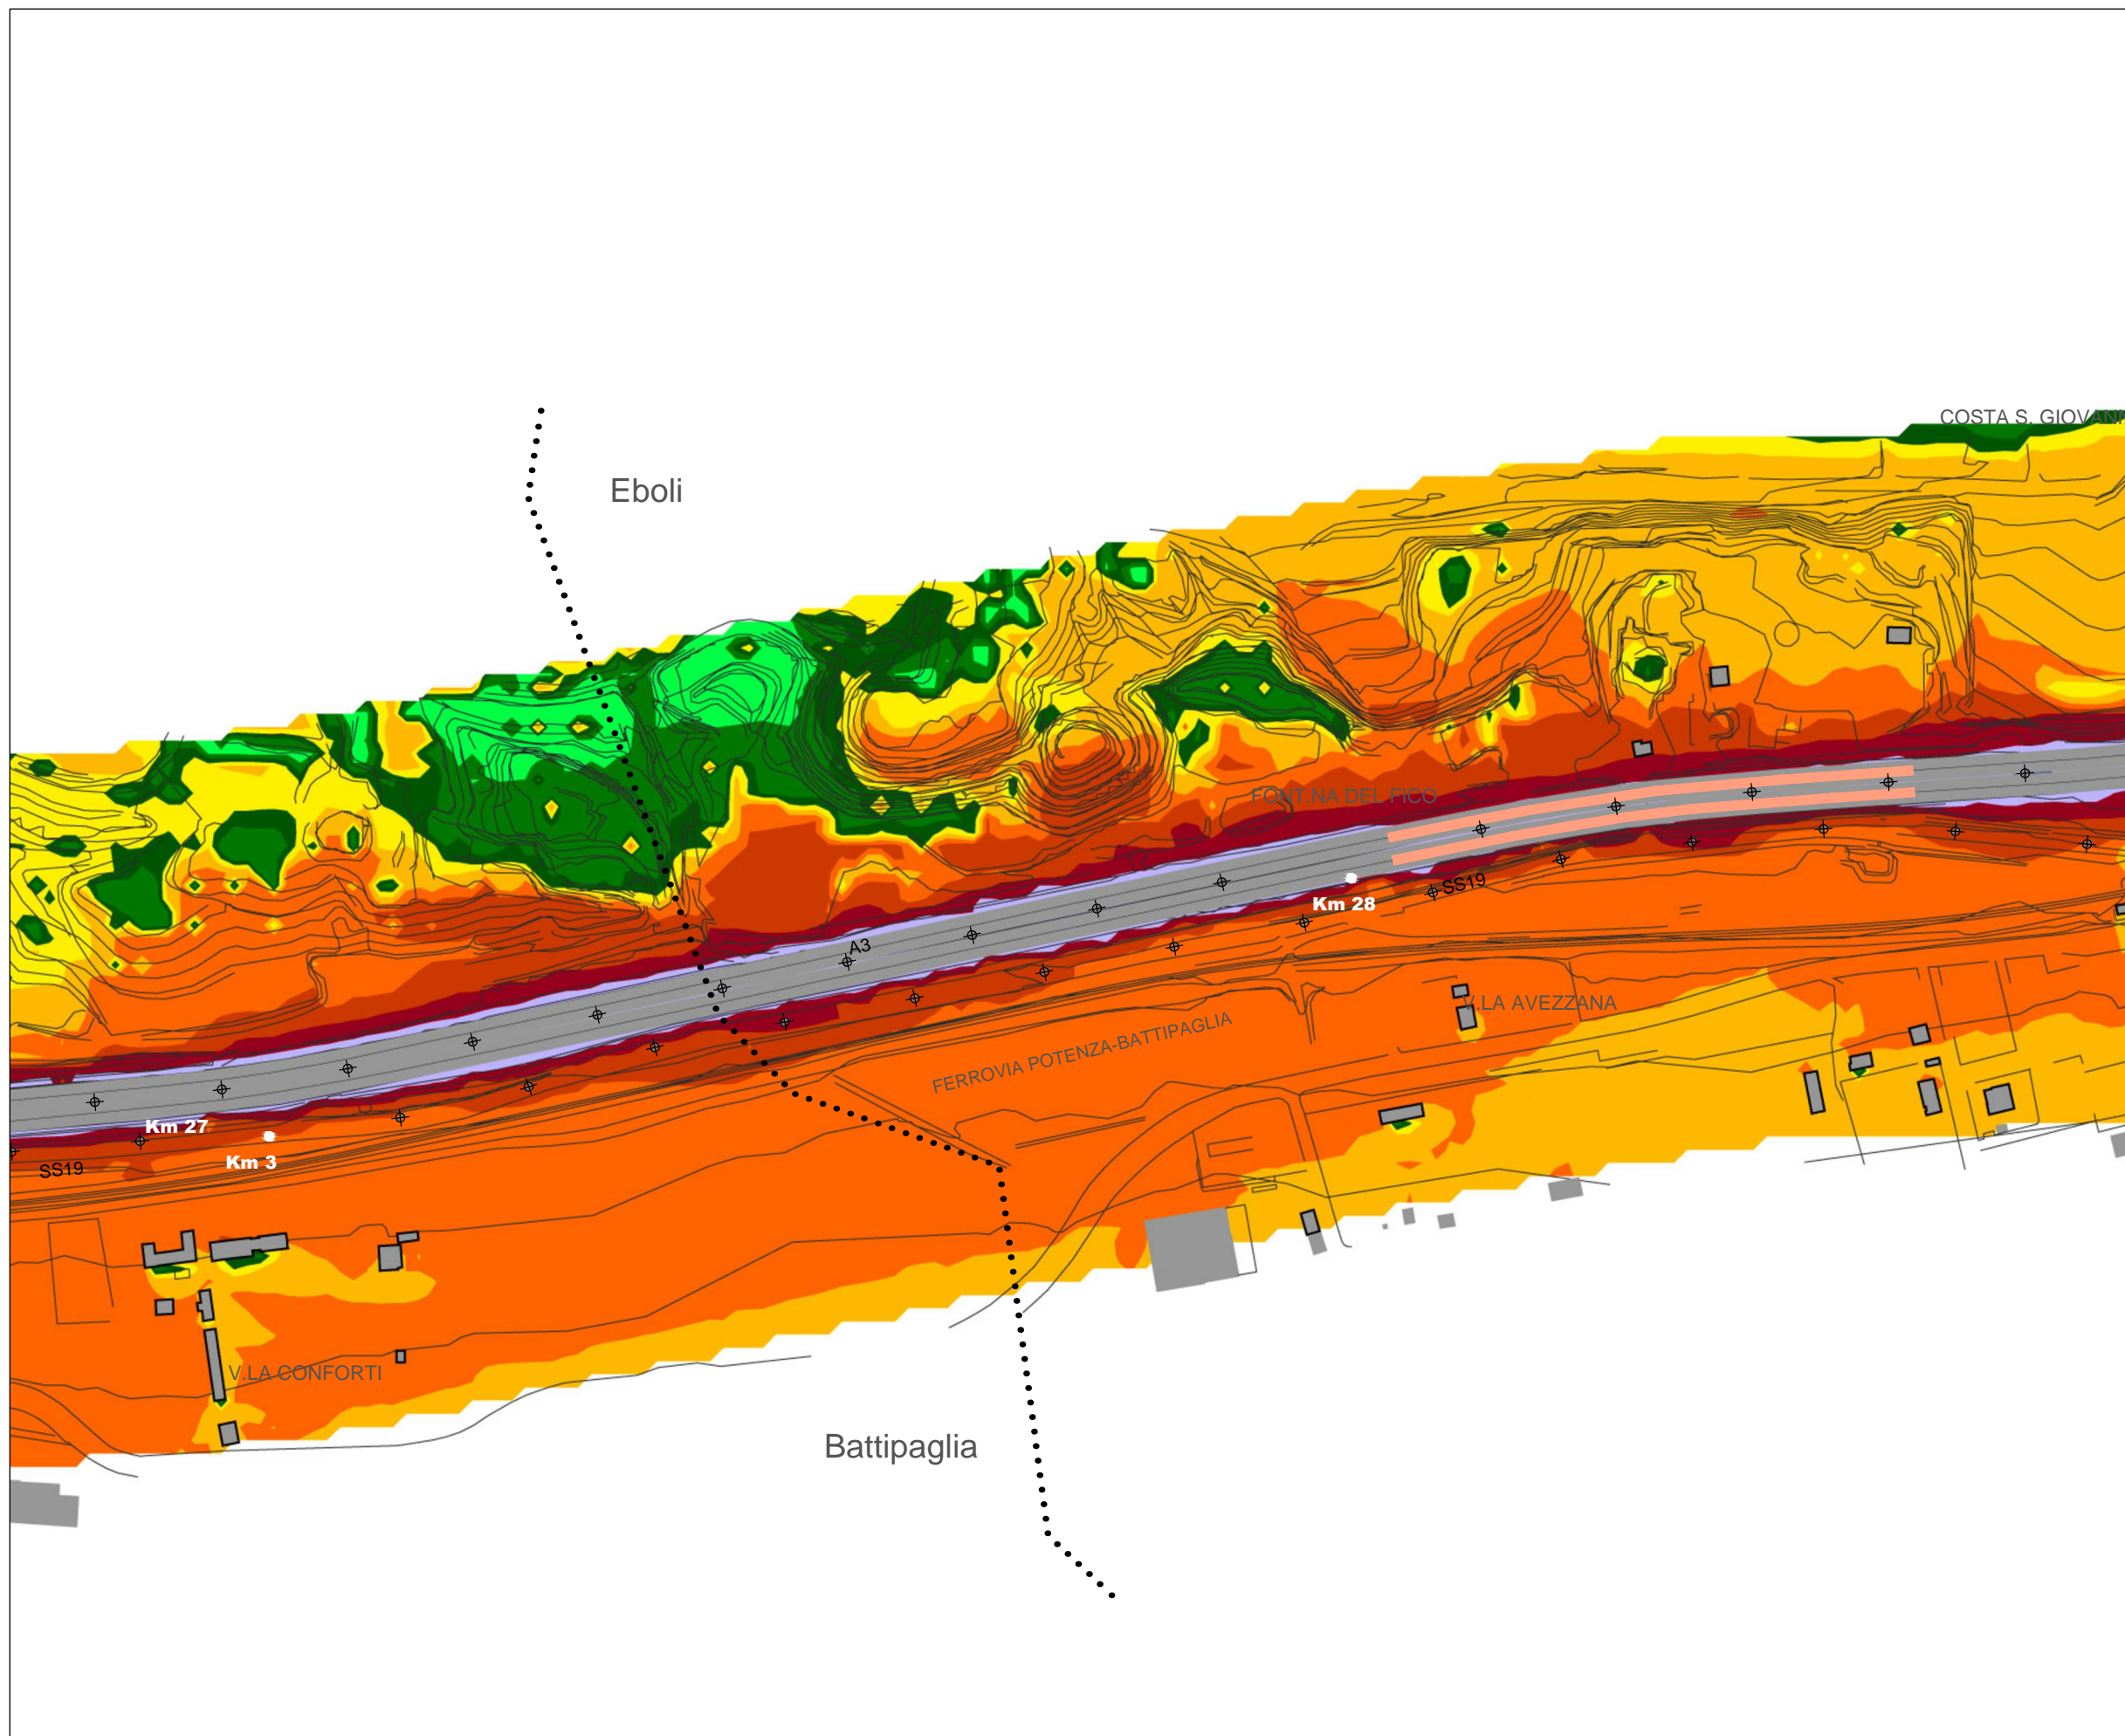 COSTA S. GIOVANNI
Eboli
FONT.NA DEL FICO
SS19
Km 28
A3
V.LA AVEZZANA
FERROVIA POTENZA-BATTIPAGLIA
Km 27
Km 3
SS19
V.LA CONFORTI
Battipaglia